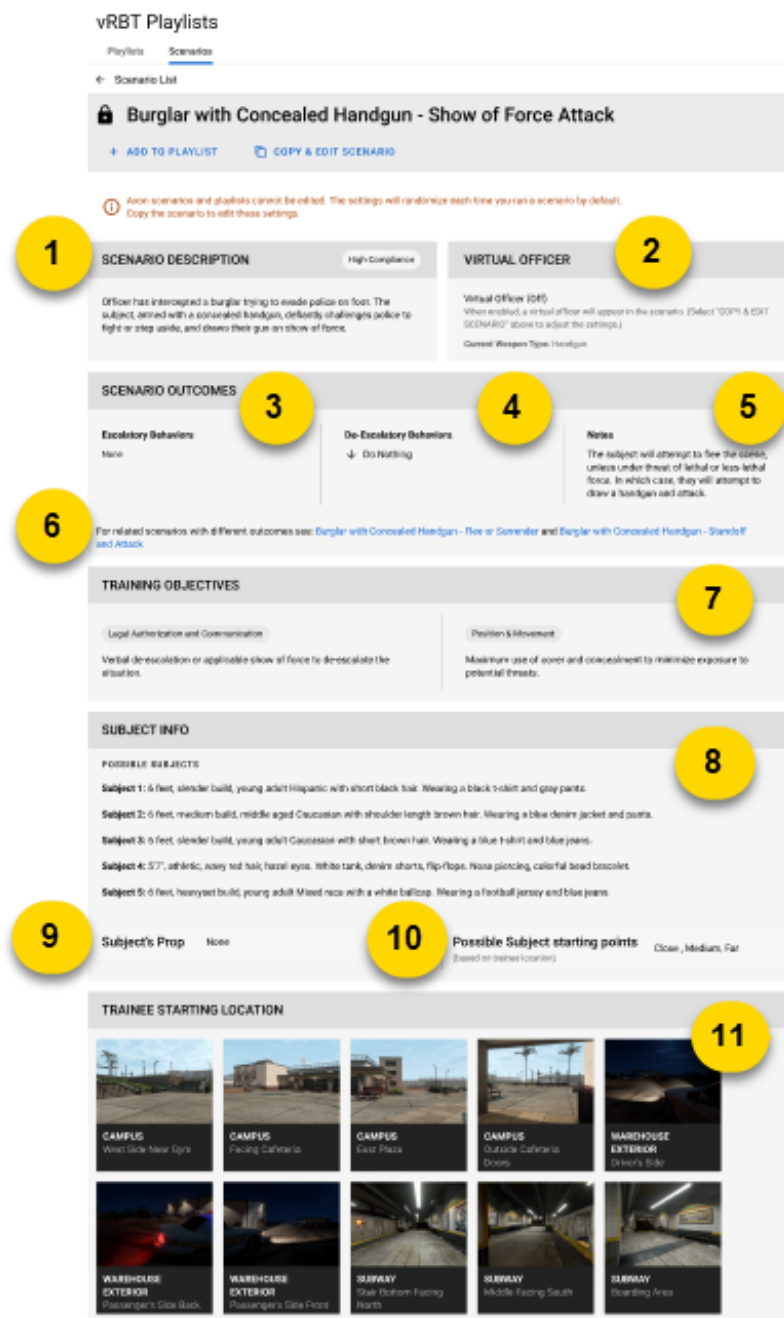 vRBT Playlists
Playlists Scenarios
← Scenario List
Burglar with Concealed Handgun - Show of Force Attack
+ ADD TO PLAYLIST COPY & EDIT SCENARIO
Axon scenarios and playlists cannot be edited. The settings will randomize each time you run a scenario by default.
Copy the scenario to edit these settings.
1
2
SCENARIO DESCRIPTION High Compliance
Officer has intercepted a burglar trying to evade police on foot. The
subject, armed with a concealed handgun, defiantly challenges police to
fight or step aside, and draws their gun on show of force.
VIRTUAL OFFICER
Virtual Officer (Off)
When enabled, a virtual officer will appear in the scenario. (Select "COPY & EDIT
SCENARIO" above to adjust the settings.)
Current Weapon Type: Handgun
SCENARIO OUTCOMES
3
4
5
Escalatory Behaviors
None
De-Escalatory Behaviors
↓ Do Nothing
Notes
The subject will attempt to flee the scene,
unless under threat of lethal or less-lethal
force. In which case, they will attempt to
draw a handgun and attack.
6
For related scenarios with different outcomes see: Burglar with Concealed Handgun - Flee or Surrender and Burglar with Concealed Handgun - Standoff
and Attack
TRAINING OBJECTIVES
7
Legal Authorization and Communication
Verbal de-escalation or applicable show of force to de-escalate the
situation.
Position & Movement
Maximum use of cover and concealment to minimize exposure to
potential threats.
SUBJECT INFO
8
POSSIBLE SUBJECTS
Subject 1: 6 feet, slender build, young adult Hispanic with short black hair. Wearing a black t-shirt and gray pants.
Subject 2: 6 feet, medium build, middle aged Caucasian with shoulder length brown hair. Wearing a blue denim jacket and pants.
Subject 3: 6 feet, slender build, young adult Caucasian with short brown hair. Wearing a blue t-shirt and blue jeans.
Subject 4: 5'7", athletic, wavy red hair, hazel eyes. White tank, denim shorts, flip-flops. Nose piercing, colorful bead bracelet.
Subject 5: 6 feet, heavyset build, young adult Mixed race with a white ballcap. Wearing a football jersey and blue jeans.
9
Subject's Prop None
10
Possible Subject starting points Close , Medium, Far
(based on trainee location)
TRAINEE STARTING LOCATION
11
CAMPUS
West Side Near Gym
CAMPUS
Facing Cafeteria
CAMPUS
East Plaza
CAMPUS
Outside Cafeteria
Doors
WAREHOUSE
EXTERIOR
Driver's Side
WAREHOUSE
EXTERIOR
Passenger's Side Back
WAREHOUSE
EXTERIOR
Passenger's Side Front
SUBWAY
Stair Bottom Facing
North
SUBWAY
Middle Facing South
SUBWAY
Boarding Area